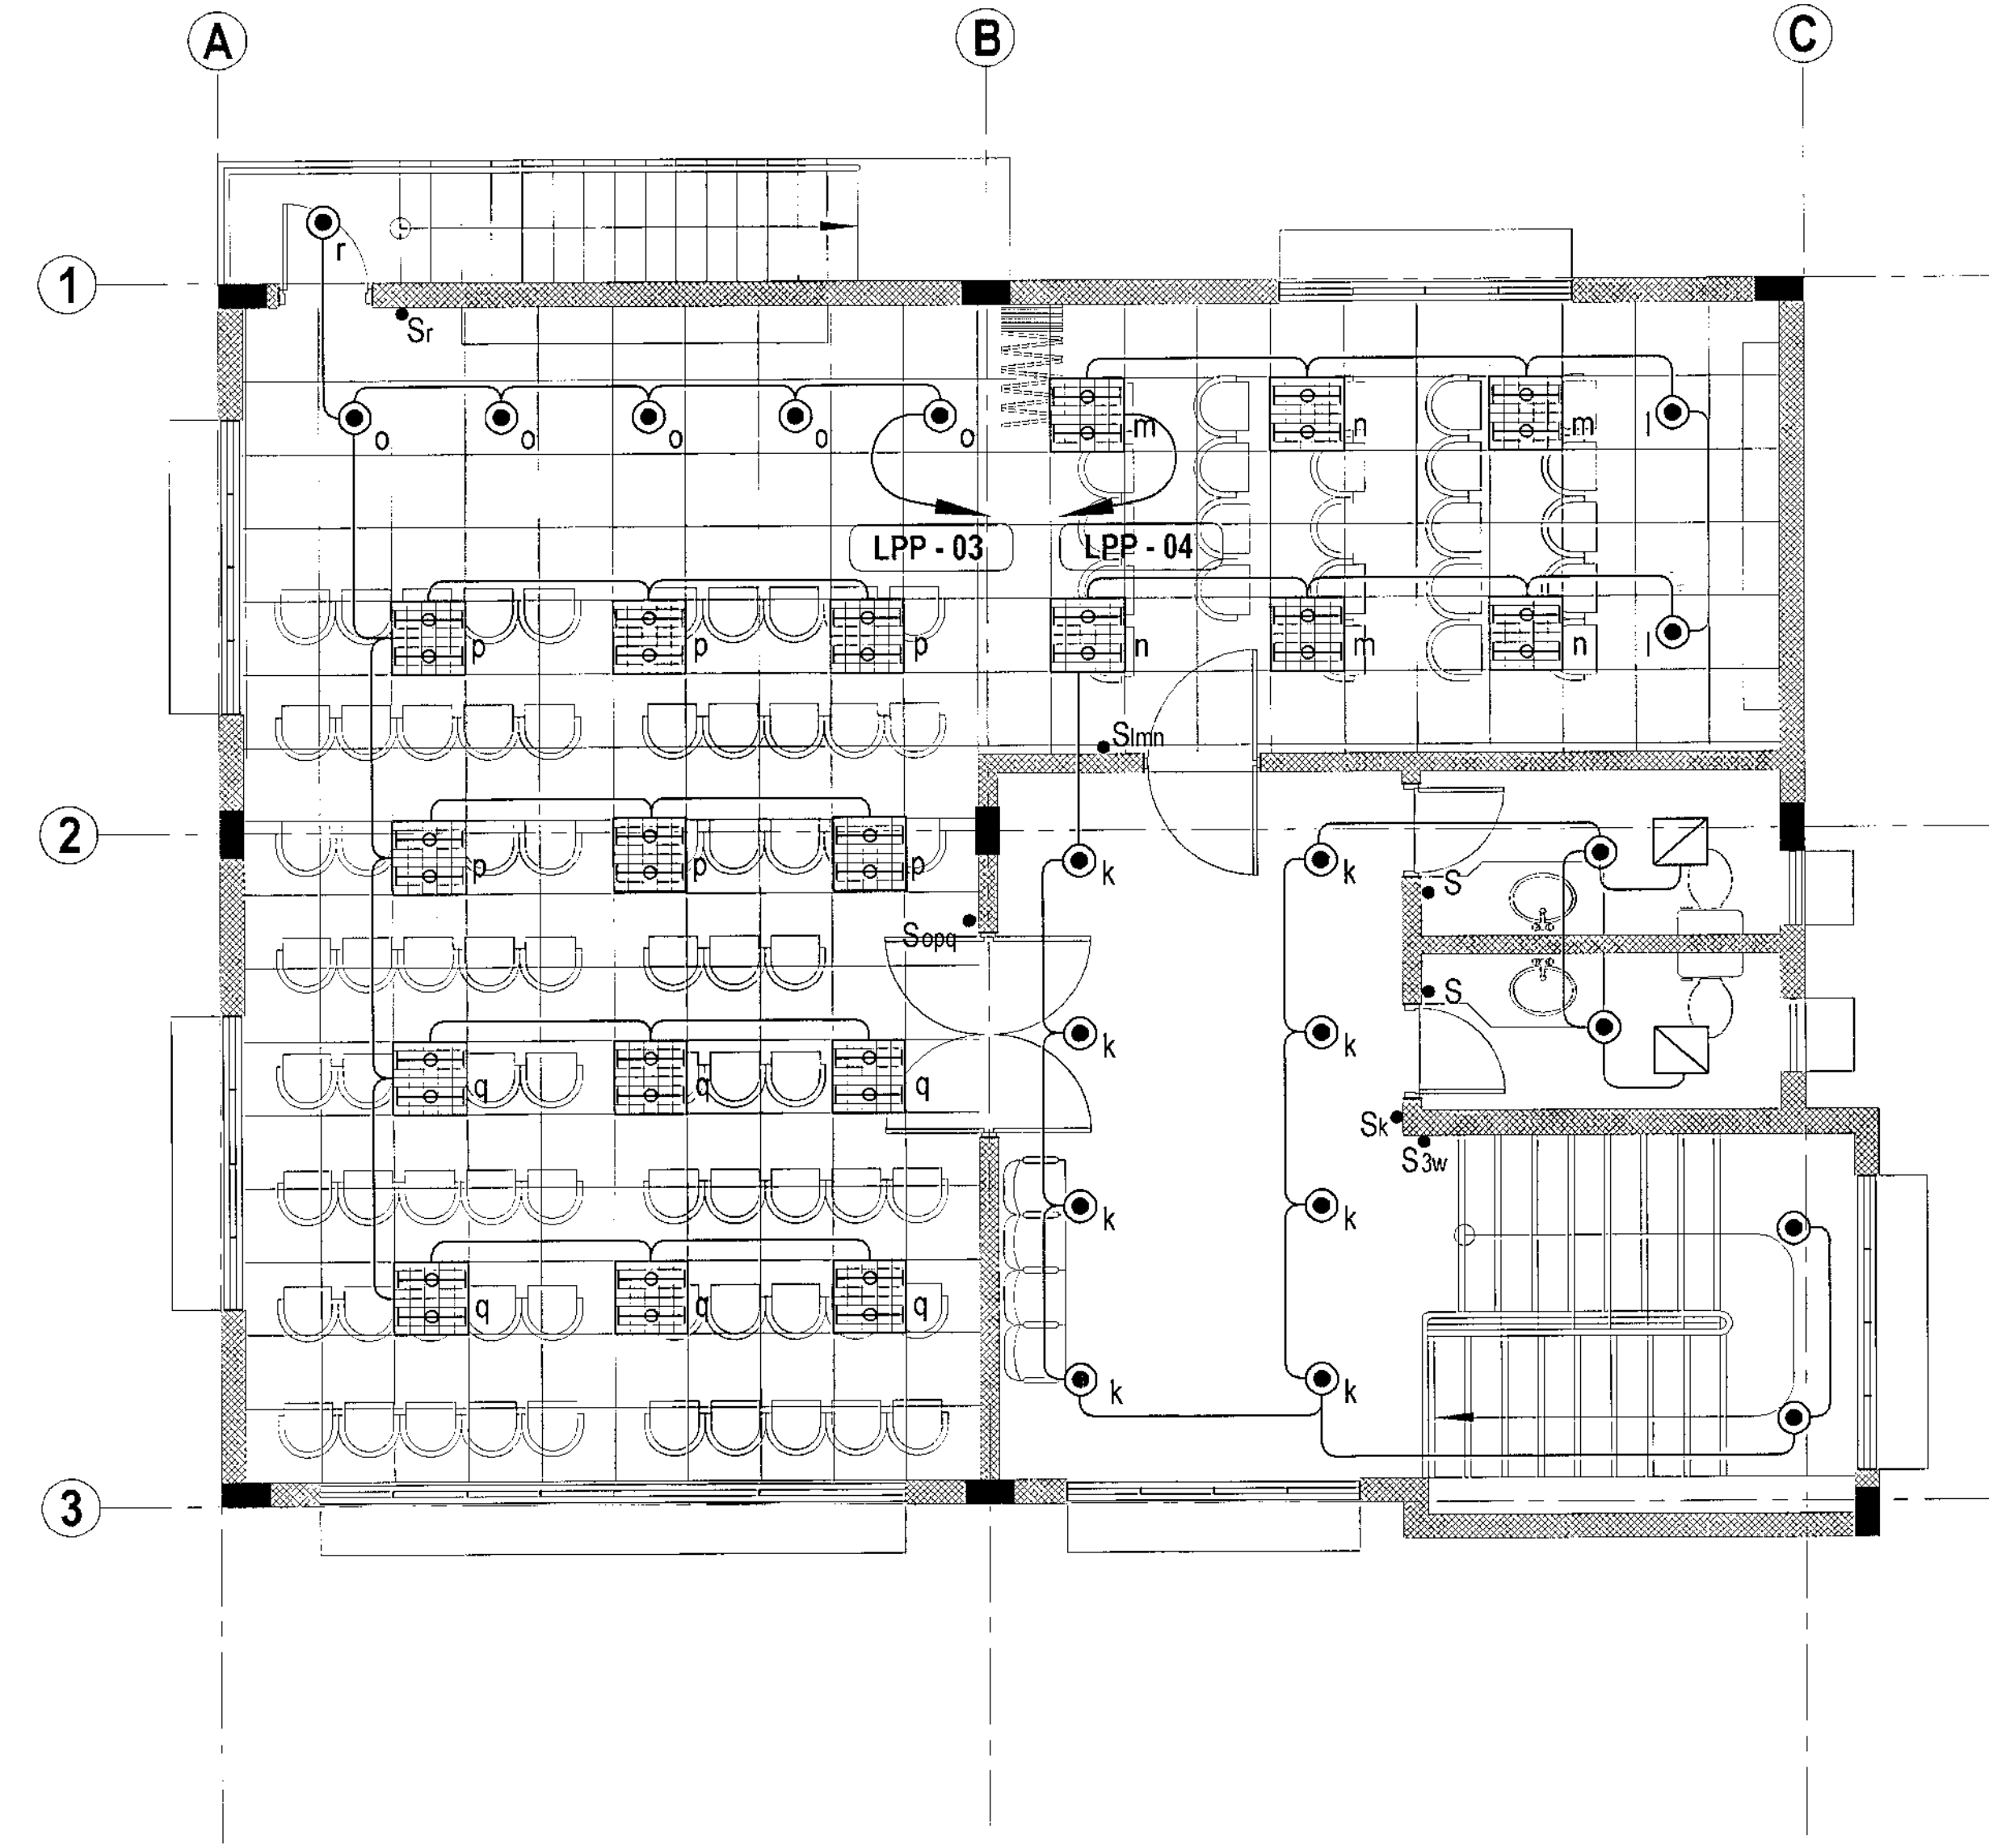 A B C
r
1
Sr
m n m l
o o o o o
LPP - 03 LPP - 04
p p p n m n l
Slmn
2
k k S
p p p
Sopq
k k S
q q q
Sk
S3w
k k
q q q
k k
3